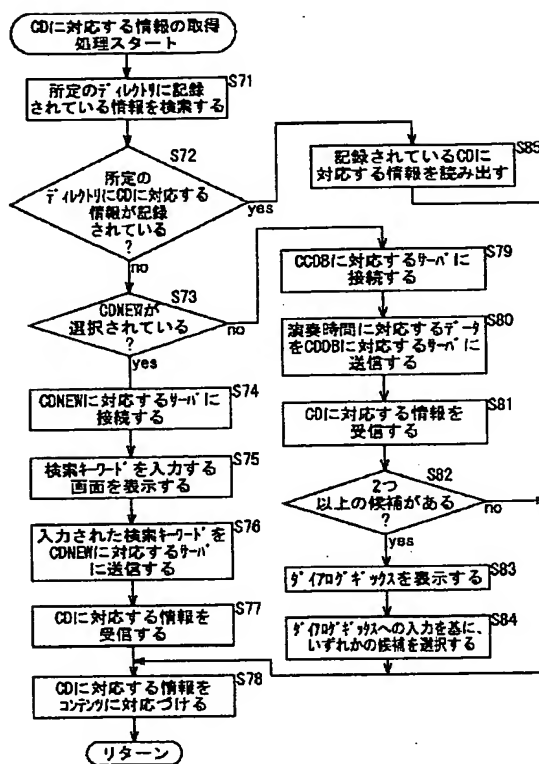 CDに対応する情報の取得
処理スタート
S71
所定のディレクトリに記録
されている情報を検索する
S72
所定の
ディレクトリにCDに対応する
情報が記録
されている
?
yes
no
S85
記録されているCDに
対応する情報を読み出す
S73
CDNEWが
選択されている
?
no
yes
S74
CDNEWに対応するサーバに
接続する
S75
検索キーワードを入力する
画面を表示する
S76
入力された検索キーワードを
CDNEWに対応するサーバ
に送信する
S77
CDに対応する情報を
受信する
S78
CDに対応する情報を
コンテンツに対応づける
リターン
S79
CCDBに対応するサーバに
接続する
S80
演奏時間に対応するデータ
をCDDBに対応するサーバに
送信する
S81
CDに対応する情報を
受信する
S82
2つ
以上の候補がある
?
no
yes
S83
ダイアログボックスを表示する
S84
ダイアログボックスへの入力を基に、
いずれかの候補を選択する